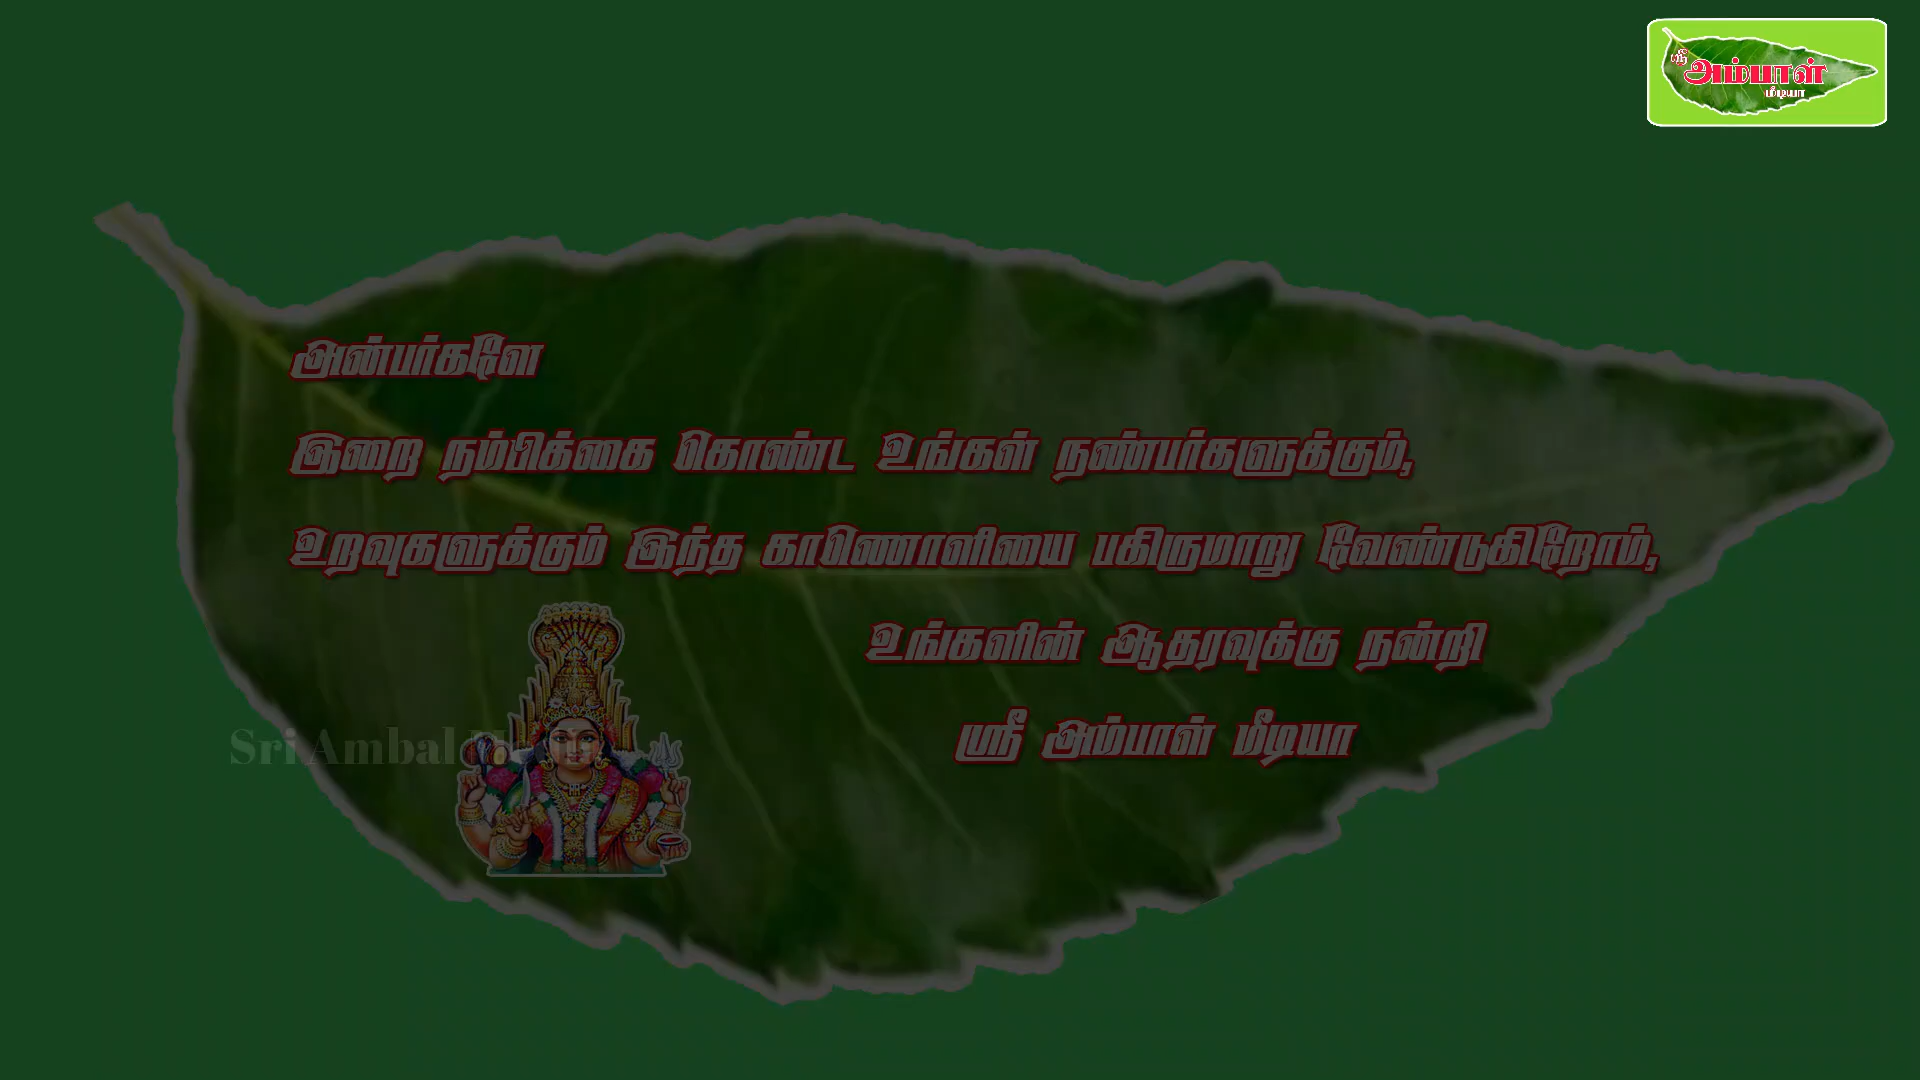 ஸ்ரீ
அம்பாள்
மீடியா
அன்பர்களே
இறை நம்பிக்கை கொண்ட உங்கள் நண்பர்களுக்கும்,
உறவுகளுக்கும் இந்த காணொளியை பகிருமாறு வேண்டுகிறோம்,
உங்களின் ஆதரவுக்கு நன்றி
ஸ்ரீ அம்பாள் மீடியா
Sri Ambal